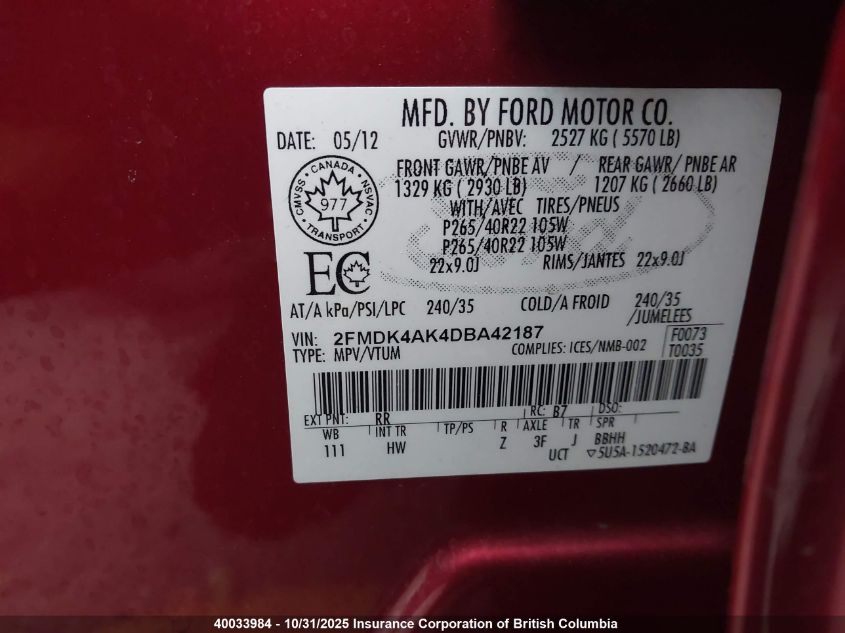 MFD. BY FORD MOTOR CO.
DATE: 05/12 GVWR/PNBV: 2527 KG ( 5570 LB)
FRONT GAWR/PNBE AV / REAR GAWR/ PNBE AR
1329 KG ( 2930 LB) 1207 KG ( 2660 LB)
WITH/AVEC TIRES/PNEUS
P265/40R22 105W
P265/40R22 105W
22x9.0J RIMS/JANTES 22x9.0J
CANADA
CMVSS 977 NSVAC
TRANSPORT
EC
AT/A kPa/PSI/LPC 240/35 COLD/A FROID 240/35
/JUMELEES
VIN: 2FMDK4AK4DBA42187 F0073
TYPE: MPV/VTUM COMPLIES: ICES/NMB-002 T0035
EXT PNT: RR RC: B7 DSO:
WB INT TR TP/PS R AXLE TR SPR
111 HW Z 3F J BBHH
UCT ▽5U5A-1520472-BA
Ford
40033984 - 10/31/2025 Insurance Corporation of British Columbia